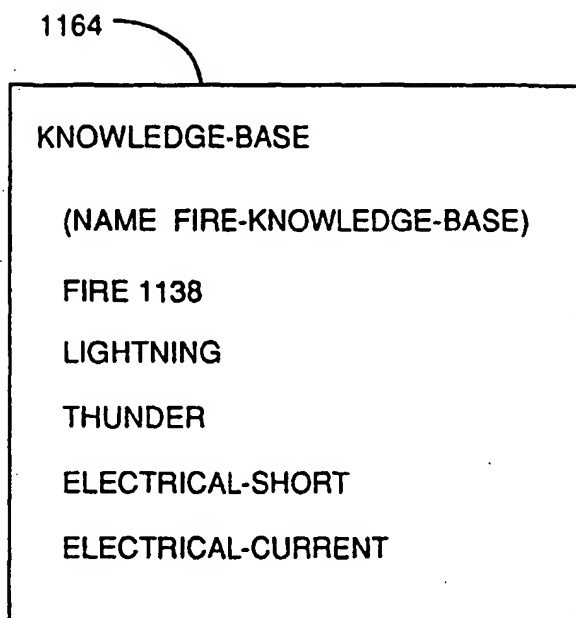 1164
KNOWLEDGE-BASE
(NAME FIRE-KNOWLEDGE-BASE)
FIRE 1138
LIGHTNING
THUNDER
ELECTRICAL-SHORT
ELECTRICAL-CURRENT